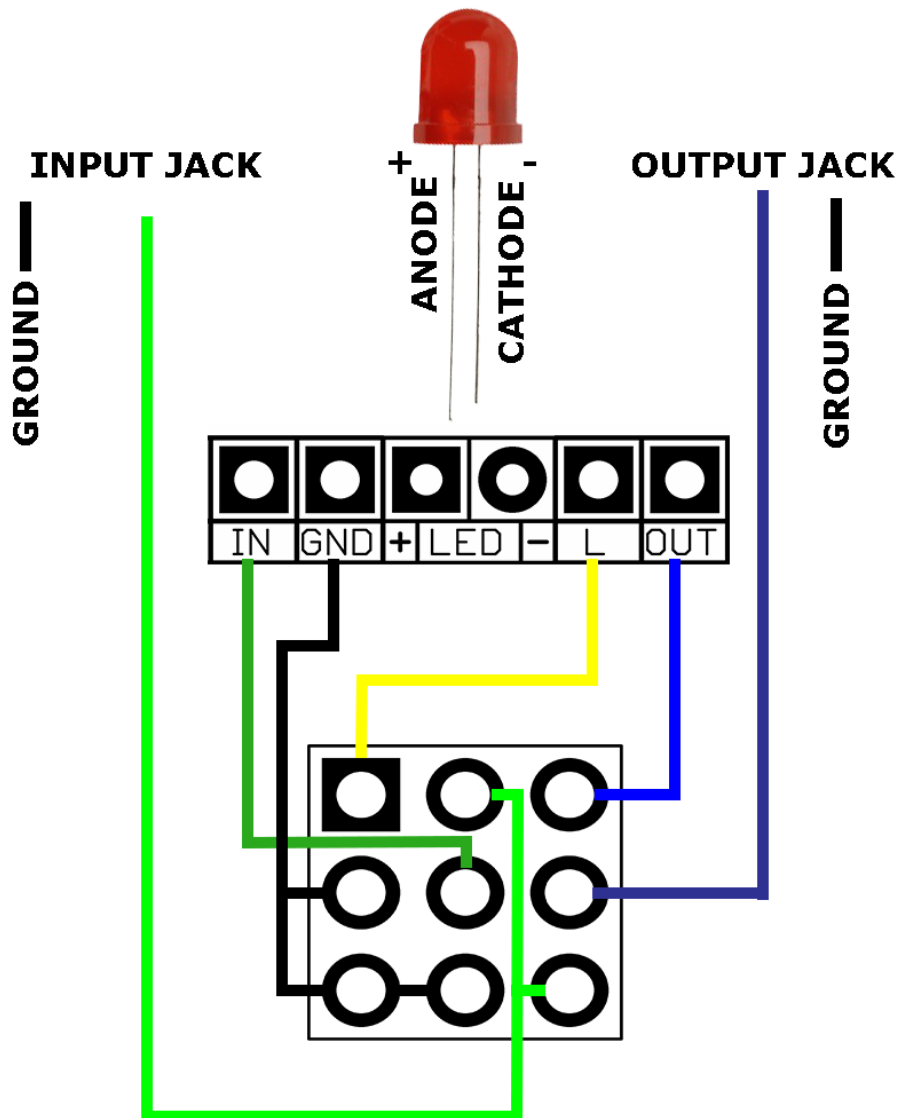 INPUT JACK
+
-
OUTPUT JACK
GROUND
ANODE
CATHODE
GROUND
IN
GND
+
LED
-
L
OUT